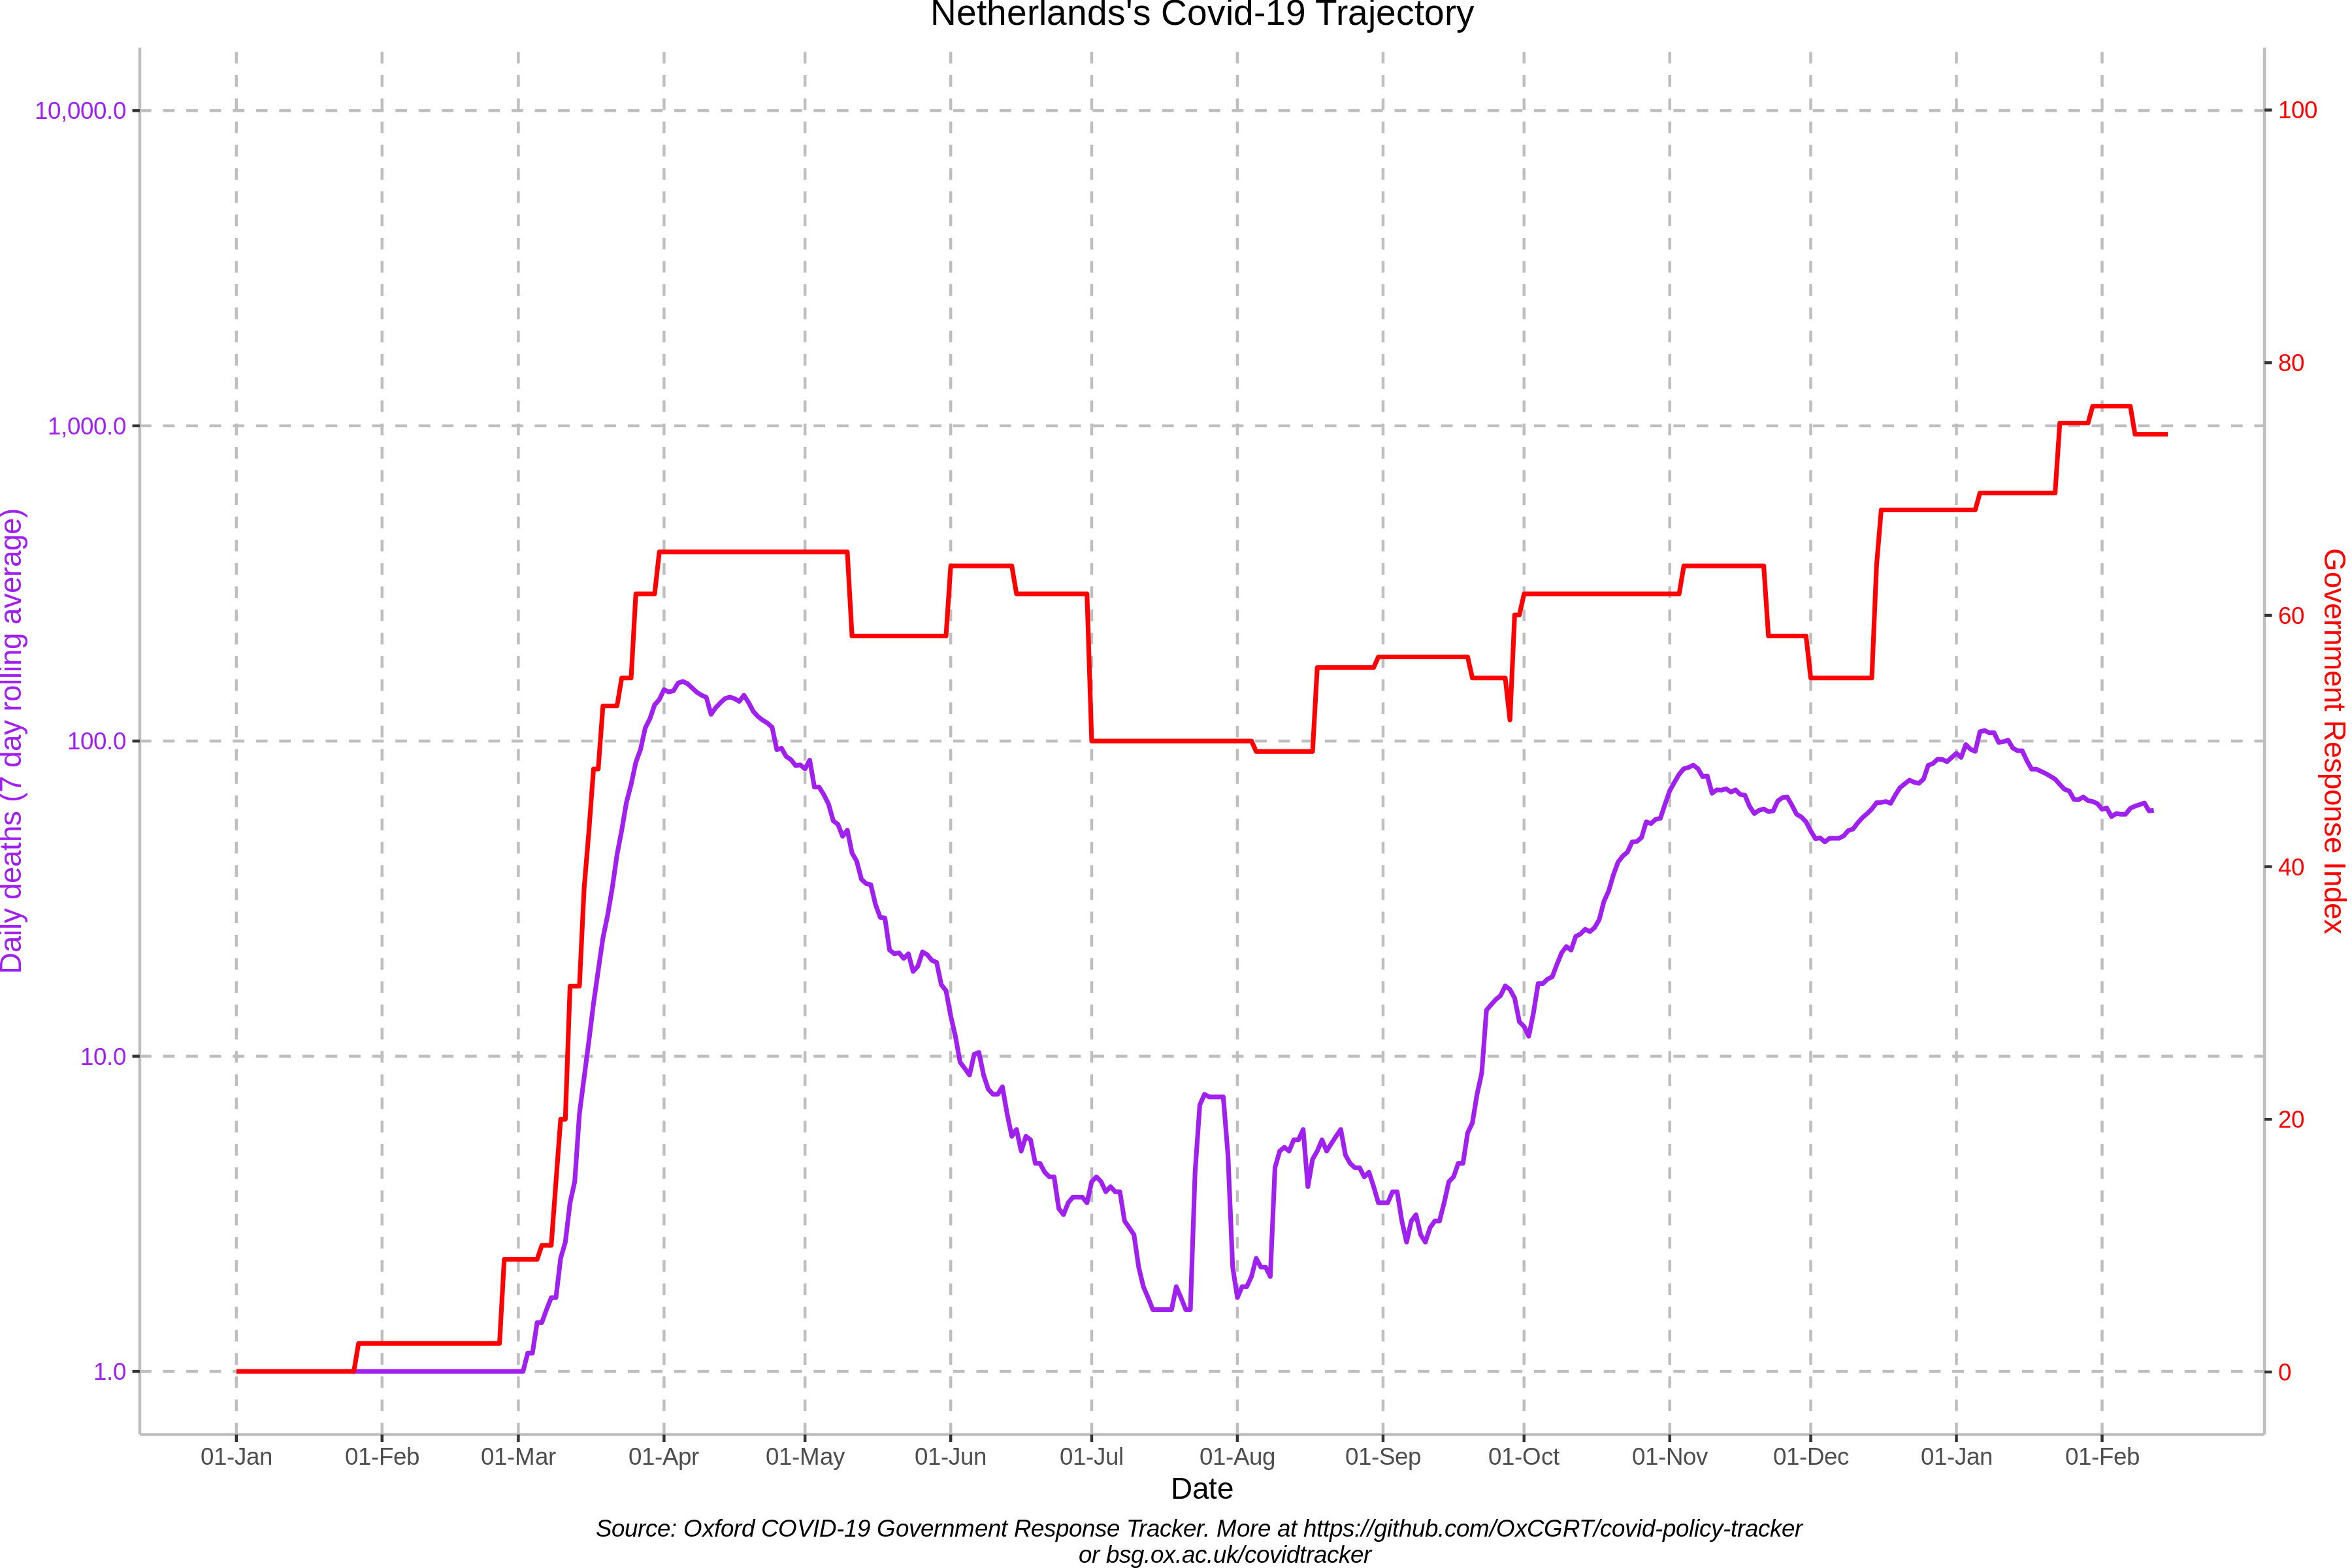 Netherlands's Covid-19 Trajectory
10,000.0
1,000.0
100.0
10.0
1.0
Daily deaths (7 day rolling average)
100
80
60
40
20
0
Government Response Index
01-Jan 01-Feb 01-Mar 01-Apr 01-May 01-Jun 01-Jul 01-Aug 01-Sep 01-Oct 01-Nov 01-Dec 01-Jan 01-Feb
Date
Source: Oxford COVID-19 Government Response Tracker. More at https://github.com/OxCGRT/covid-policy-tracker
or bsg.ox.ac.uk/covidtracker